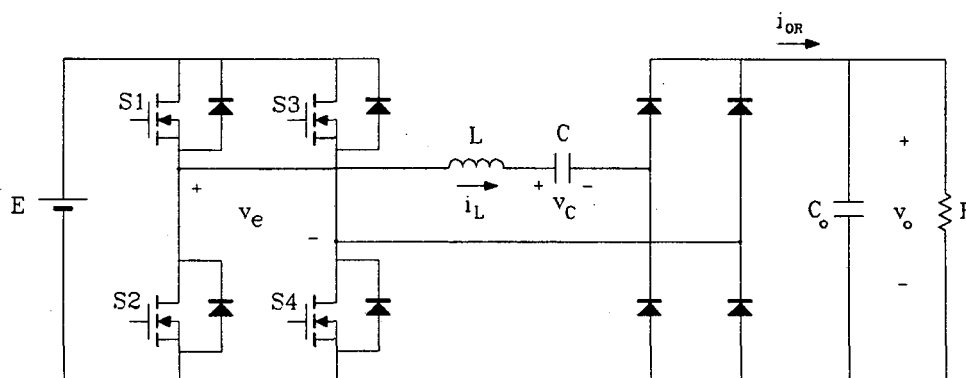 i_OR
S1
S3
L
C
+
+
-
+
E
v_e
i_L
v_C
C_o
v_o
-
-
S2
S4